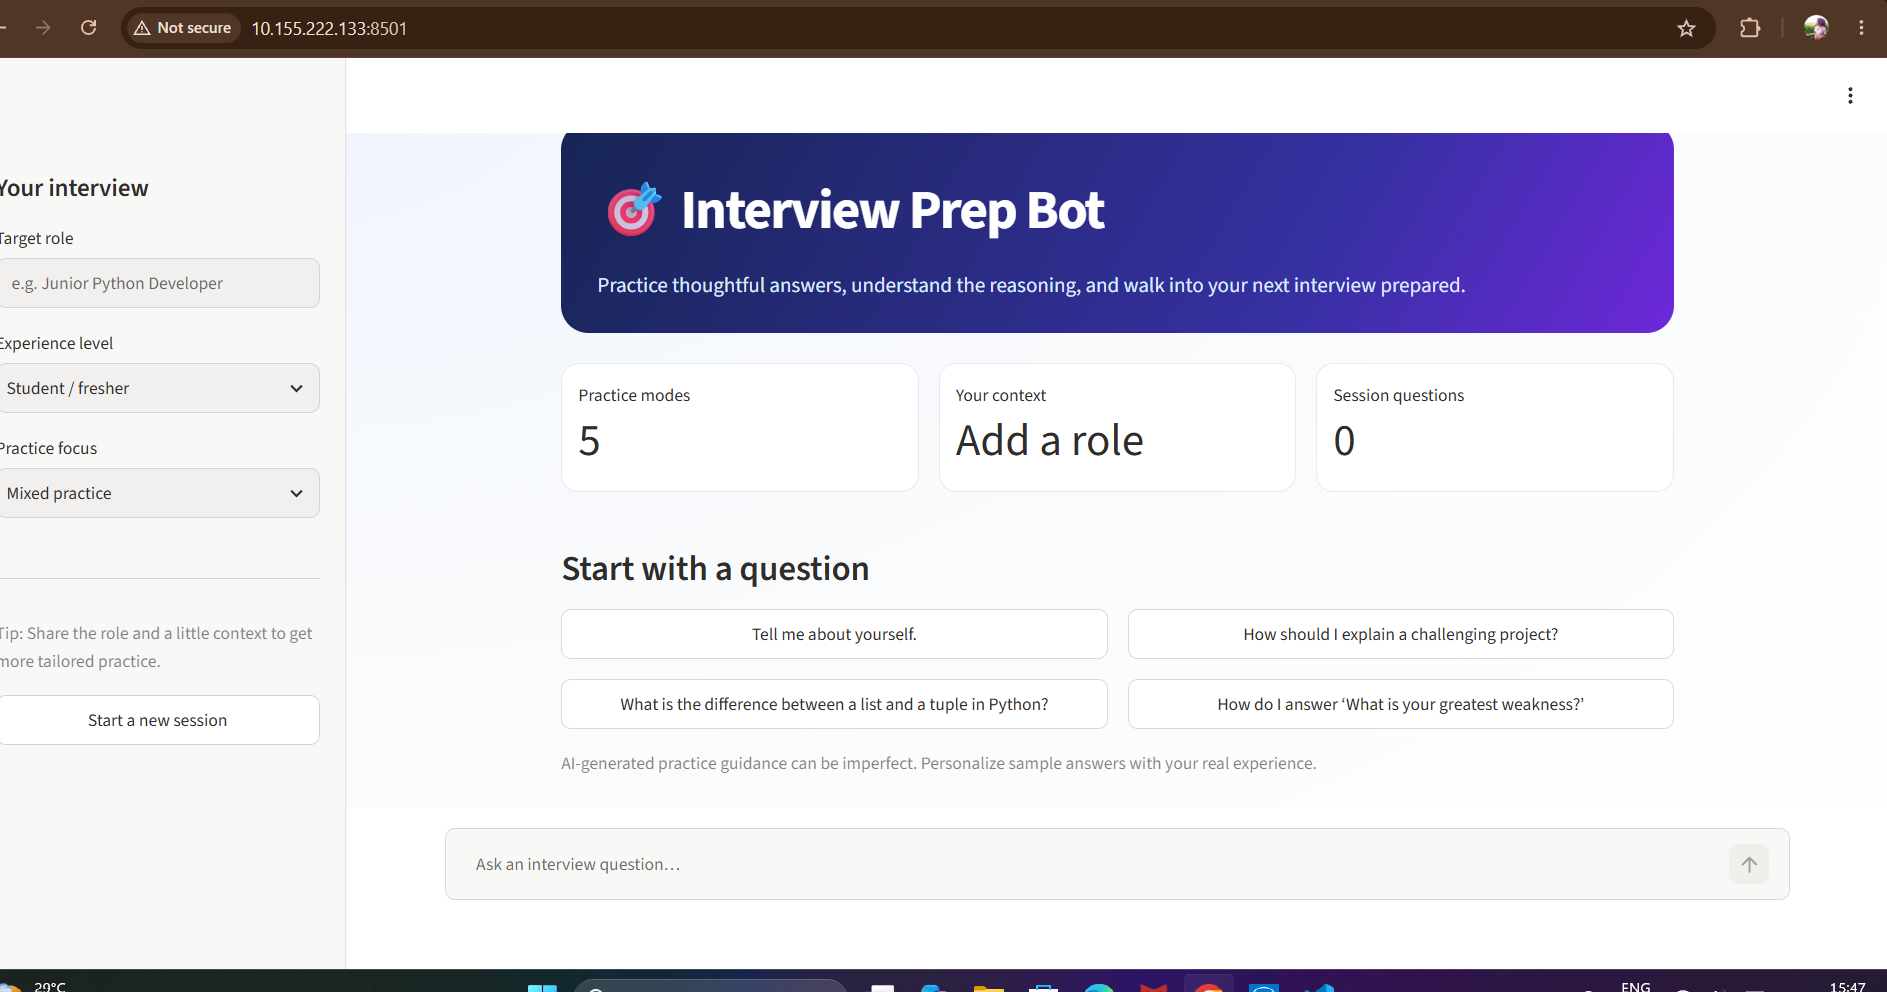 Not secure
10.155.222.133:8501
Your interview
Target role
e.g. Junior Python Developer
Experience level
Student / fresher
Practice focus
Mixed practice
Tip: Share the role and a little context to get
more tailored practice.
Start a new session
Interview Prep Bot
Practice thoughtful answers, understand the reasoning, and walk into your next interview prepared.
Practice modes
5
Your context
Add a role
Session questions
0
Start with a question
Tell me about yourself.
How should I explain a challenging project?
What is the difference between a list and a tuple in Python?
How do I answer ‘What is your greatest weakness?’
AI-generated practice guidance can be imperfect. Personalize sample answers with your real experience.
Ask an interview question…
29°C
ENG
15:47